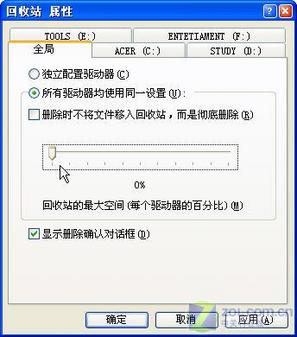 回收站 属性
TOOLS (E:)
ENTETIAMENT (F:)
全局
ACER (C:)
STUDY (D:)
独立配置驱动器(C)
所有驱动器均使用同一设置(U):
删除时不将文件移入回收站，而是彻底删除(R)
0%
回收站的最大空间(每个驱动器的百分比)(M)
显示删除确认对话框(D)
确定
取消
应用(A)
ZOL.COM.CN